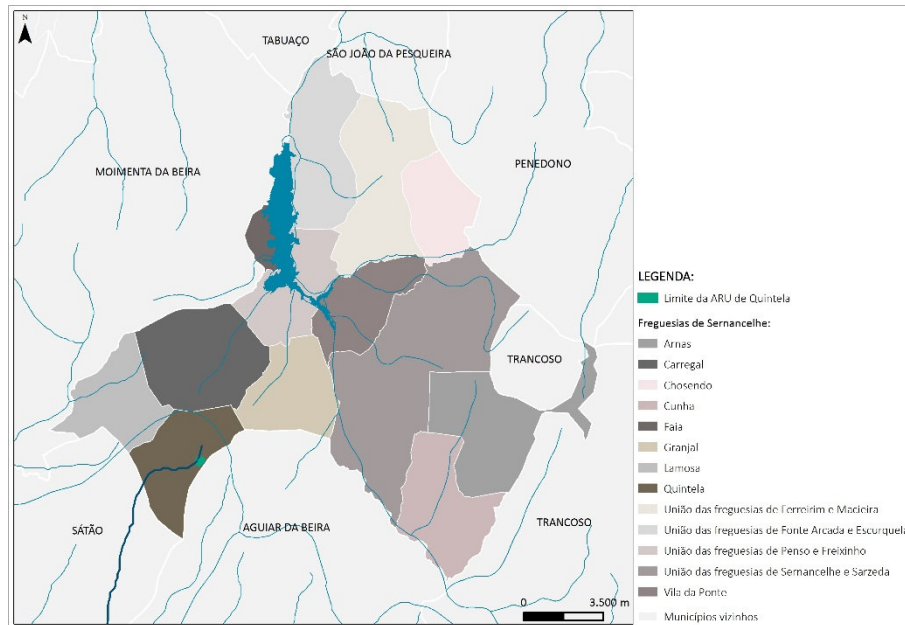 N
TABUAÇO
SÃO JOÃO DA PESQUEIRA
MOIMENTA DA BEIRA
PENEDONO
TRANCOSO
SÁTÃO
AGUIAR DA BEIRA
TRANCOSO
0 3.500 m
LEGENDA:
Limite da ARU de Quintela
Freguesias de Sernancelhe:
Arnas
Carregal
Chosendo
Cunha
Faia
Granjal
Lamosa
Quintela
União das freguesias de Ferreirim e Macieira
União das freguesias de Fonte Arcada e Escurquela
União das freguesias de Penso e Freixinho
União das freguesias de Sernancelhe e Sarzeda
Vila da Ponte
Municípios vizinhos